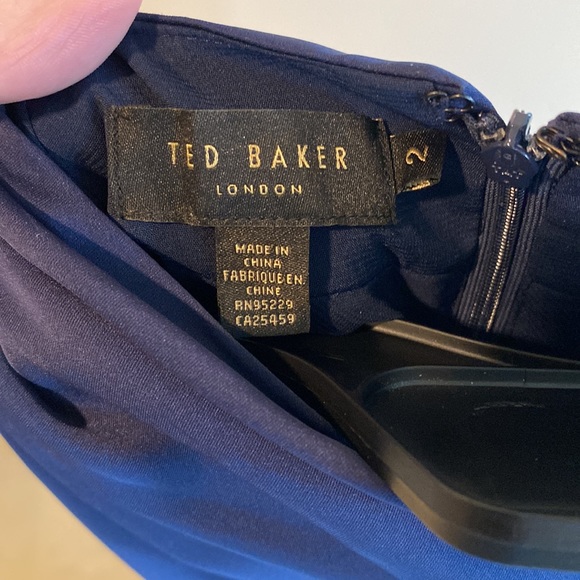 TED BAKER
LONDON
2
MADE IN
CHINA
FABRIQUE EN
CHINE
RN95229
CA25459